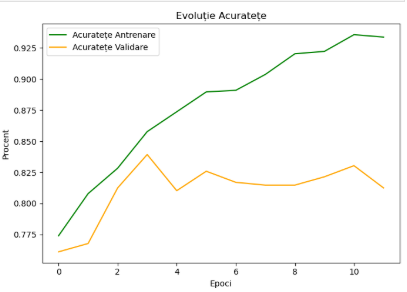 Evoluție Acuratețe
Acuratețe Antrenare
Acuratețe Validare
Procent
0.925
0.900
0.875
0.850
0.825
0.800
0.775
0 2 4 6 8 10
Epoci